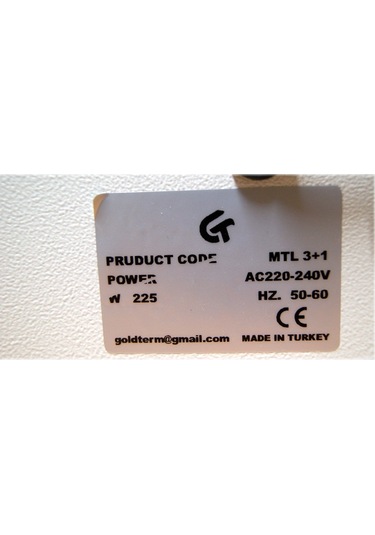 PRUDUCT CODE MTL 3+1
POWER AC220-240V
W 225 HZ. 50-60
CE
goldterm@gmail.com MADE IN TURKEY